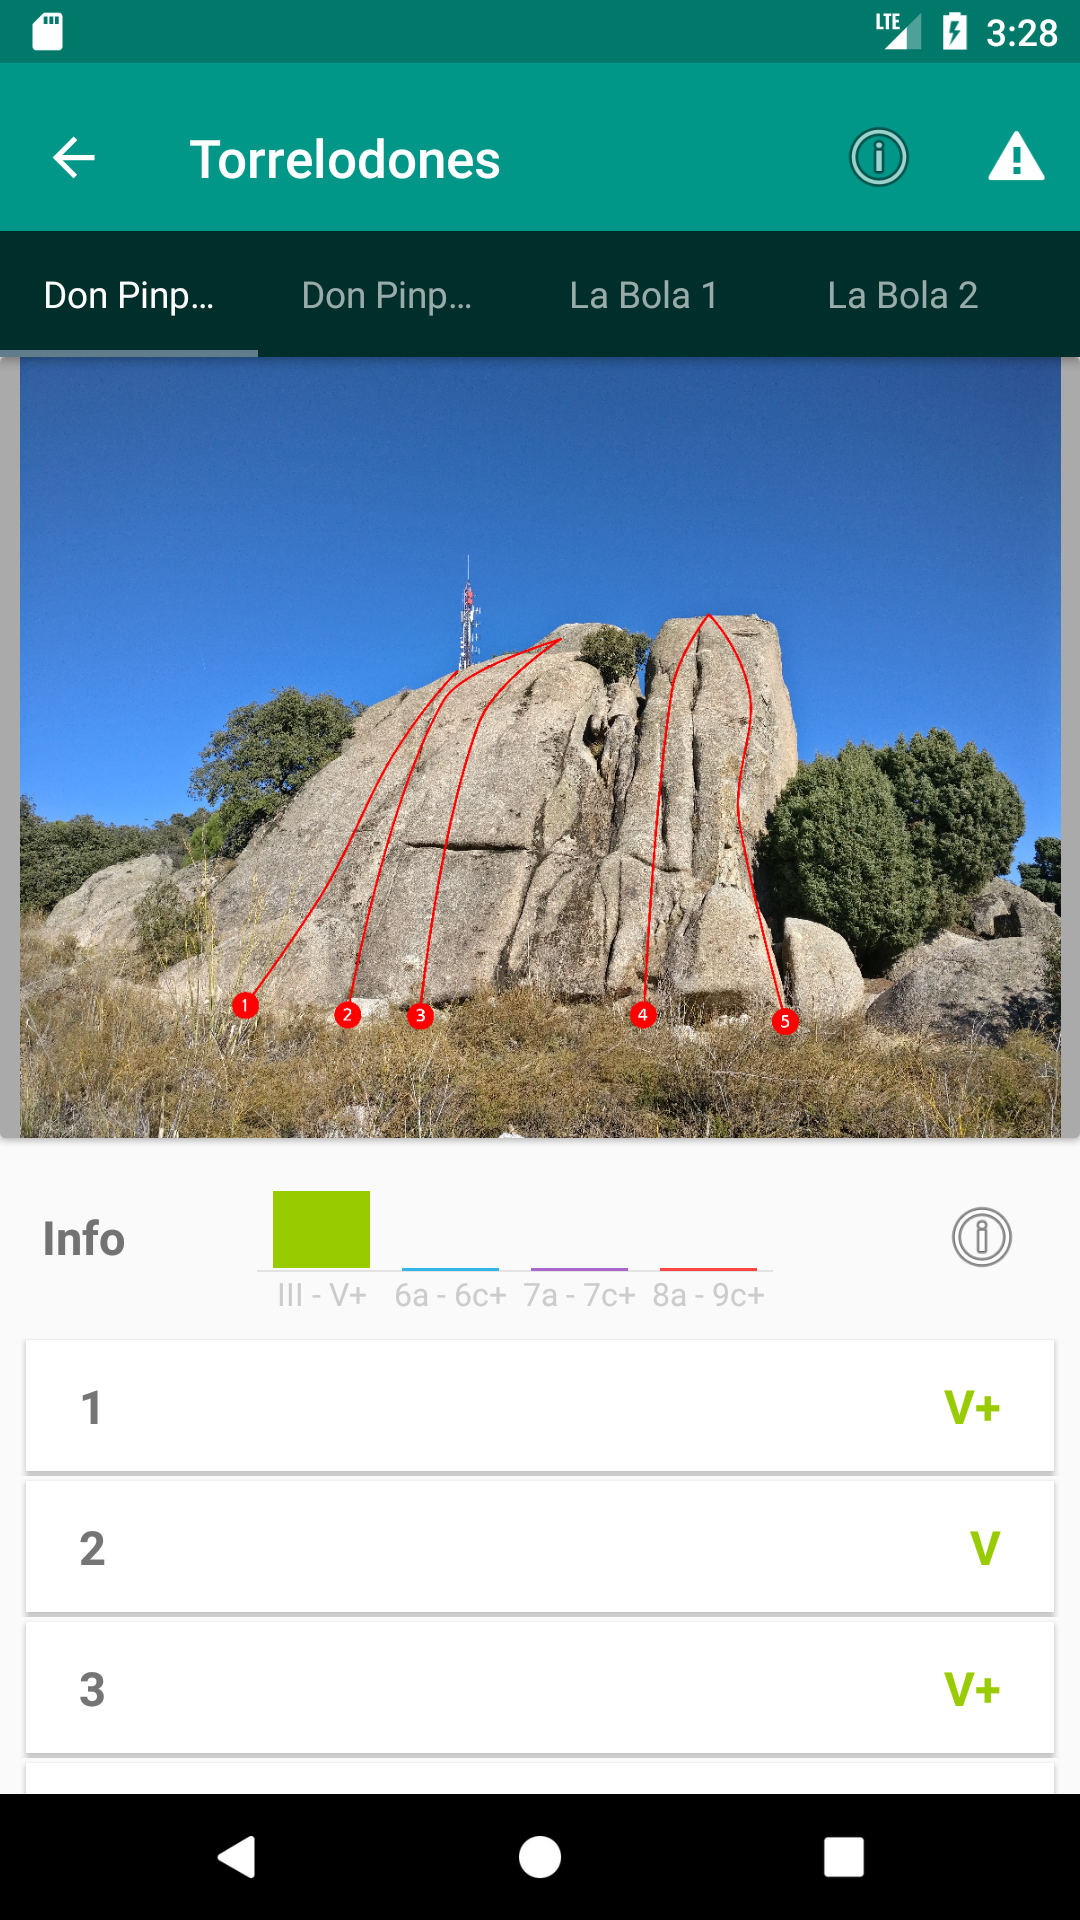 LTE 3:28
Torrelodones
Don Pinp... Don Pinp... La Bola 1 La Bola 2
1 2 3 4 5
Info
III - V+ 6a - 6c+ 7a - 7c+ 8a - 9c+
1 V+
2 V
3 V+